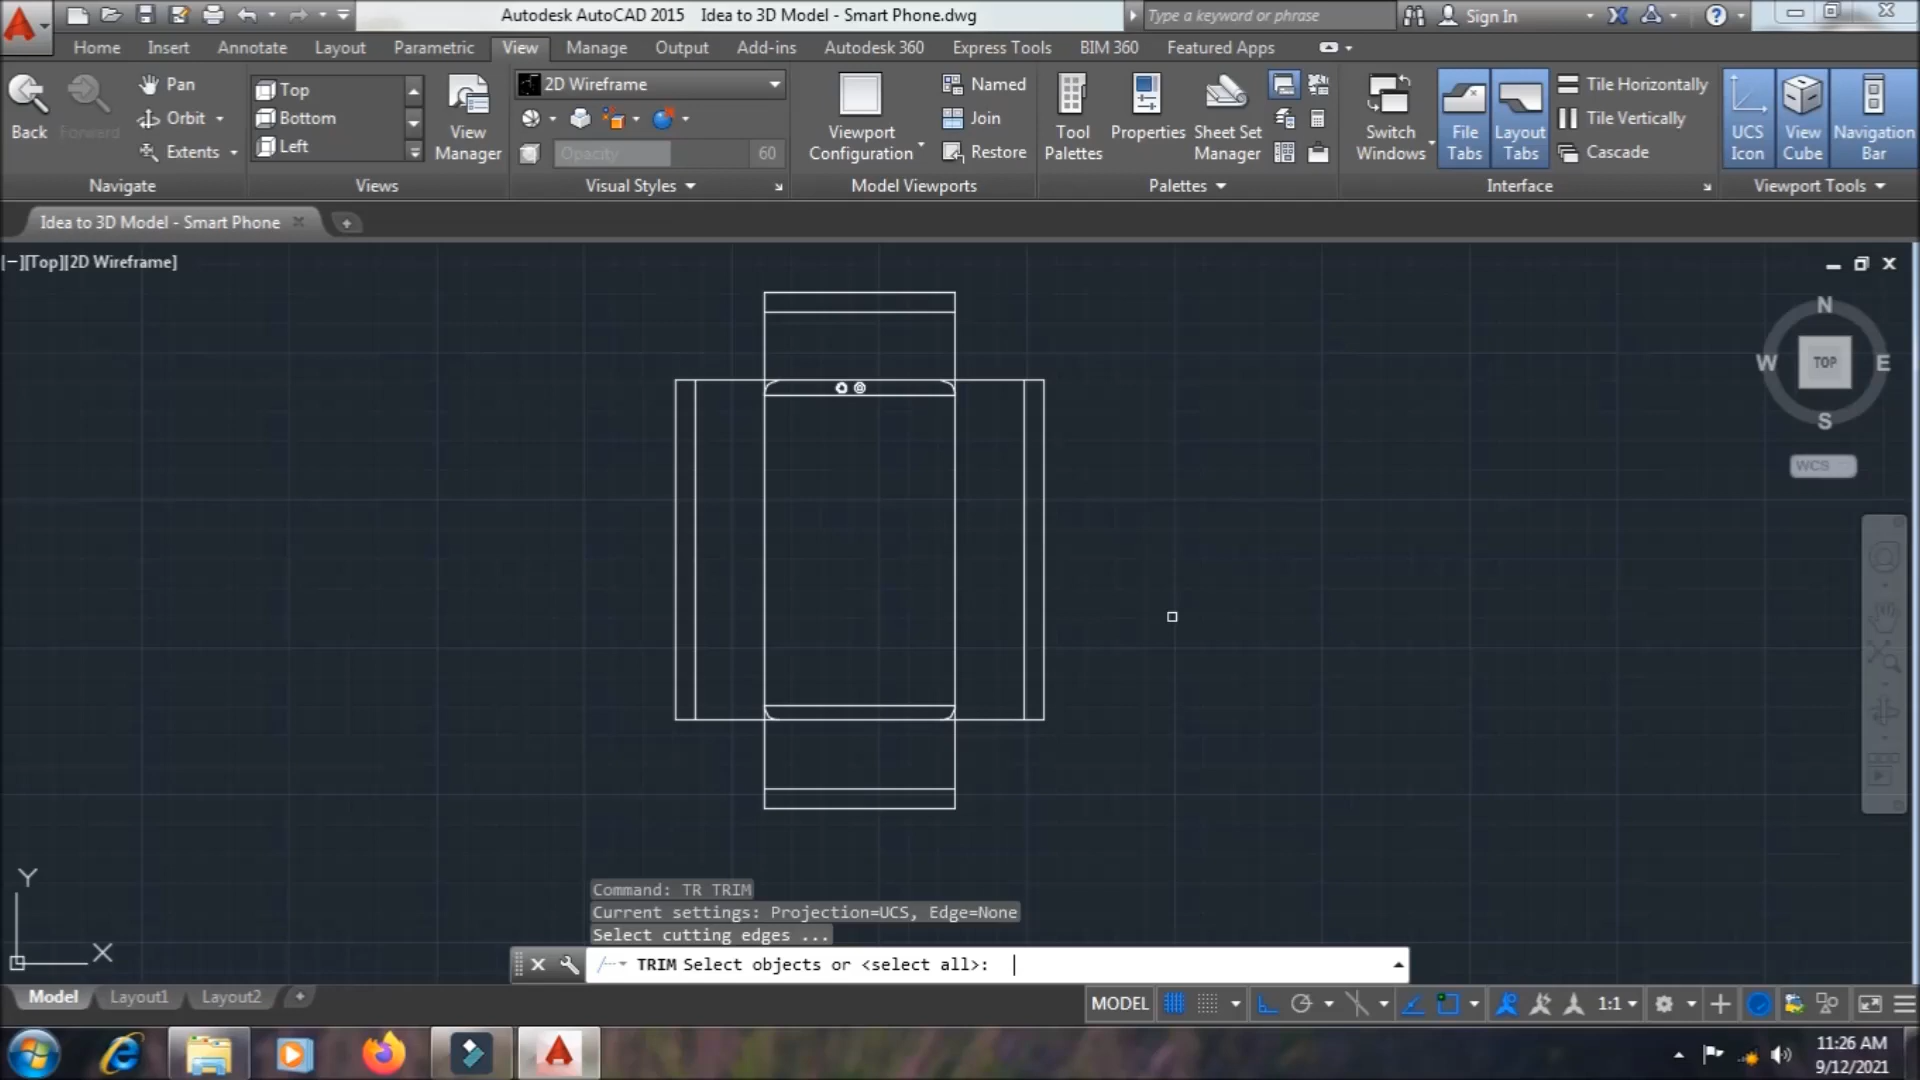 Autodesk AutoCAD 2015   Idea to 3D Model - Smart Phone.dwg
Type a keyword or phrase
Sign In
Home Insert Annotate Layout Parametric View Manage Output Add-ins Autodesk 360 Express Tools BIM 360 Featured Apps
Back
Forward
Pan
Orbit
Extents
Navigate
Top
Bottom
Left
View
Manager
Views
2D Wireframe
Opacity 60
Visual Styles
Viewport
Configuration
Named
Join
Restore
Model Viewports
Tool
Palettes
Properties
Sheet Set
Manager
Palettes
Switch
Windows
File
Tabs
Layout
Tabs
Tile Horizontally
Tile Vertically
Cascade
Interface
UCS
Icon
View
Cube
Navigation
Bar
Viewport Tools
Idea to 3D Model - Smart Phone
[−][Top][2D Wireframe]
N
W TOP E
S
WCS
Y
X
Command: TR TRIM
Current settings: Projection=UCS, Edge=None
Select cutting edges ...
TRIM Select objects or <select all>:
Model Layout1 Layout2
MODEL 1:1
11:26 AM
9/12/2021